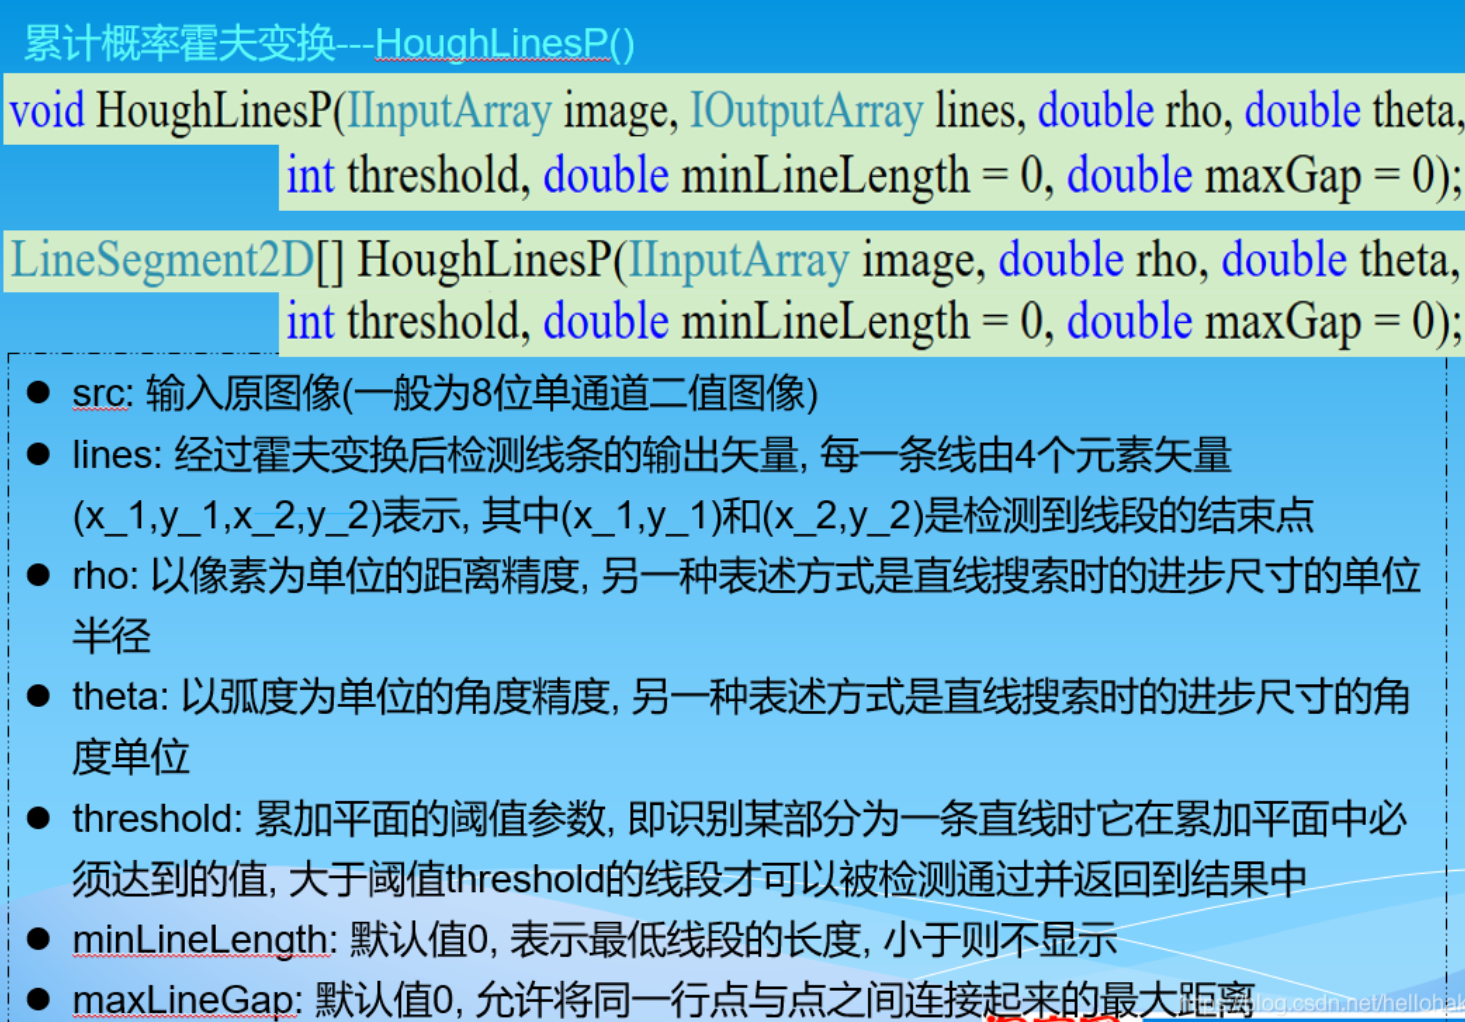 累计概率霍夫变换---HoughLinesP()
void HoughLinesP(IInputArray image, IOutputArray lines, double rho, double theta,
int threshold, double minLineLength = 0, double maxGap = 0);
LineSegment2D[] HoughLinesP(IInputArray image, double rho, double theta,
int threshold, double minLineLength = 0, double maxGap = 0);
● src: 输入原图像(一般为8位单通道二值图像)
● lines: 经过霍夫变换后检测线条的输出矢量, 每一条线由4个元素矢量
(x_1,y_1,x_2,y_2)表示, 其中(x_1,y_1)和(x_2,y_2)是检测到线段的结束点
● rho: 以像素为单位的距离精度, 另一种表述方式是直线搜索时的进步尺寸的单位
半径
● theta: 以弧度为单位的角度精度, 另一种表述方式是直线搜索时的进步尺寸的角
度单位
● threshold: 累加平面的阈值参数, 即识别某部分为一条直线时它在累加平面中必
须达到的值, 大于阈值threshold的线段才可以被检测通过并返回到结果中
● minLineLength: 默认值0, 表示最低线段的长度, 小于则不显示
● maxLineGap: 默认值0, 允许将同一行点与点之间连接起来的最大距离
https://blog.csdn.net/hellohak